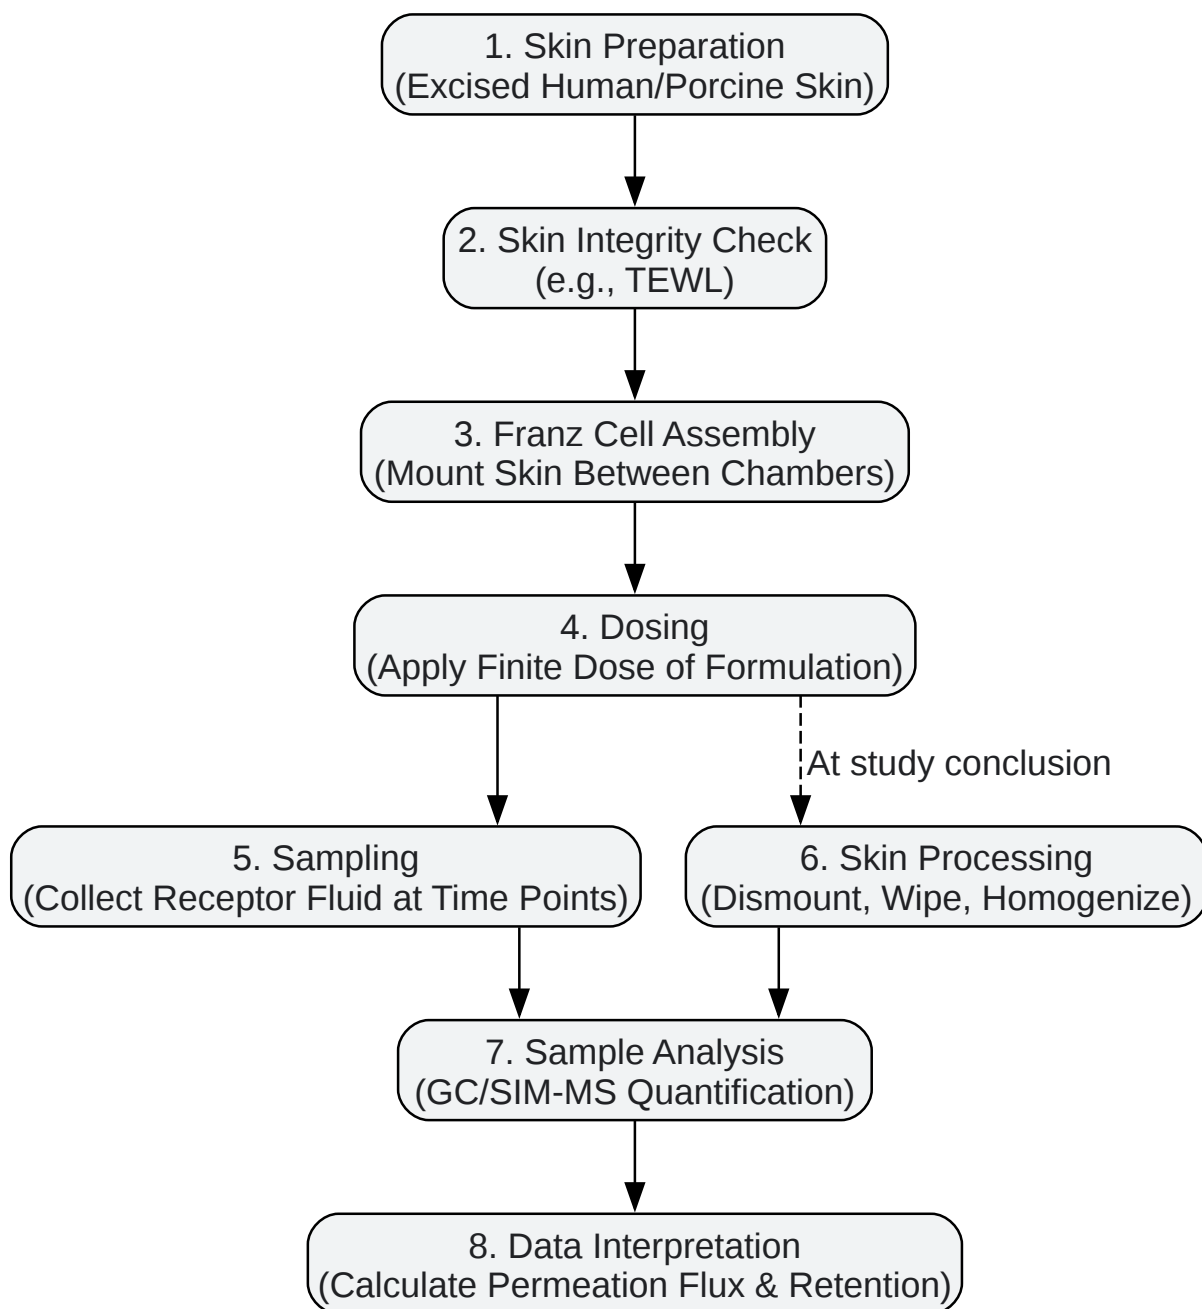 1. Skin Preparation
(Excised Human/Porcine Skin)
2. Skin Integrity Check
(e.g., TEWL)
3. Franz Cell Assembly
(Mount Skin Between Chambers)
4. Dosing
(Apply Finite Dose of Formulation)
At study conclusion
5. Sampling
(Collect Receptor Fluid at Time Points)
6. Skin Processing
(Dismount, Wipe, Homogenize)
7. Sample Analysis
(GC/SIM-MS Quantification)
8. Data Interpretation
(Calculate Permeation Flux & Retention)